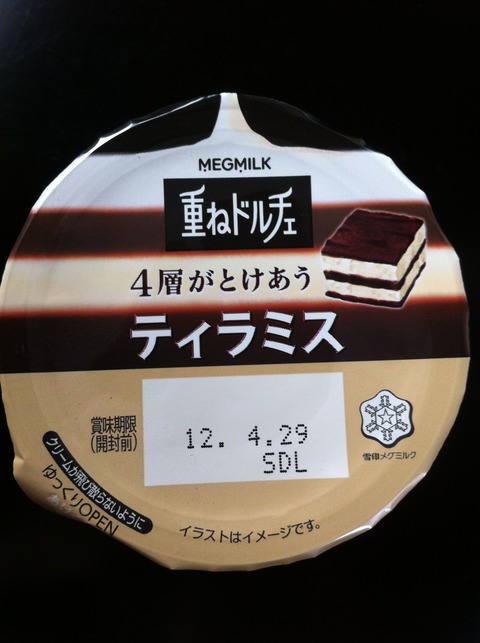 MEGMILK
重ねドルチェ
4層がとけあう
ティラミス
賞味期限
(開封前)
12. 4.29
SDL
雪印メグミルク
クリームが飛び散らないように
ゆっくりOPEN
イラストはイメージです。